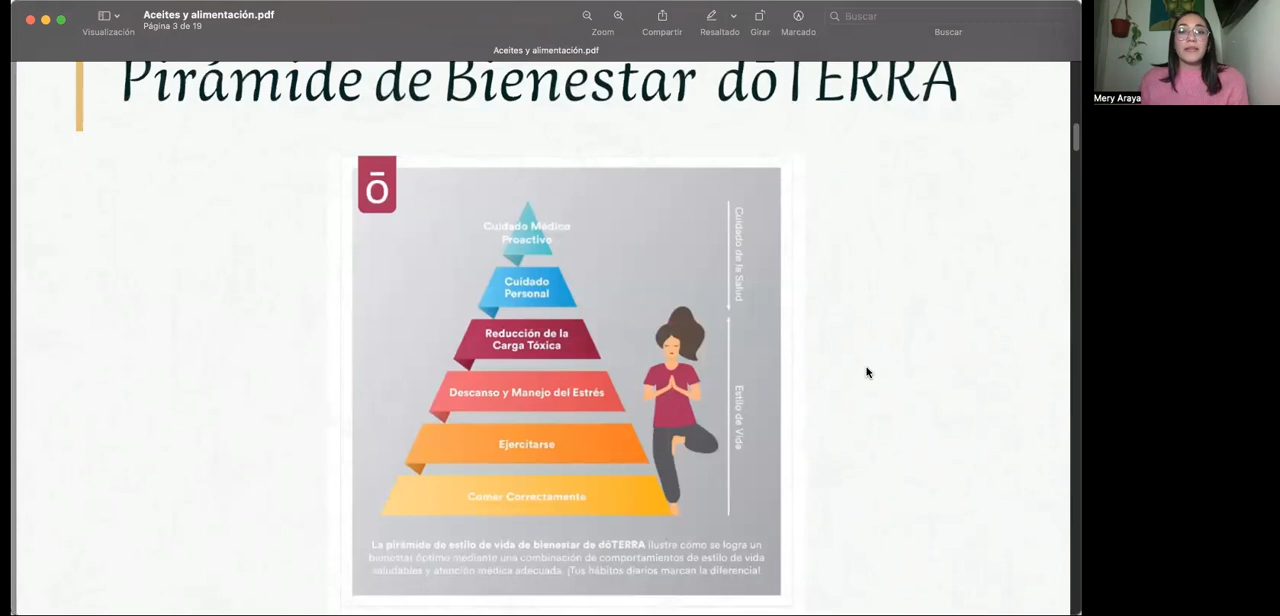 Aceites y alimentación.pdf
Página 3 de 19
Visualización
Zoom
Compartir
Resaltado
Girar
Marcado
Buscar
Buscar
Aceites y alimentación.pdf
Mery Araya
Pirámide de Bienestar dōTERRA
ō
Cuidado Médico
Proactivo
Cuidado
Personal
Reducción de la
Carga Tóxica
Descanso y Manejo del Estrés
Ejercitarse
Comer Correctamente
Cuidado de la Salud
Estilo de Vida
La pirámide de estilo de vida de bienestar de dōTERRA ilustra cómo se logra un
bienestar óptimo mediante una combinación de comportamientos de estilo de vida
saludables y atención médica adecuada. ¡Tus hábitos diarios marcan la diferencia!